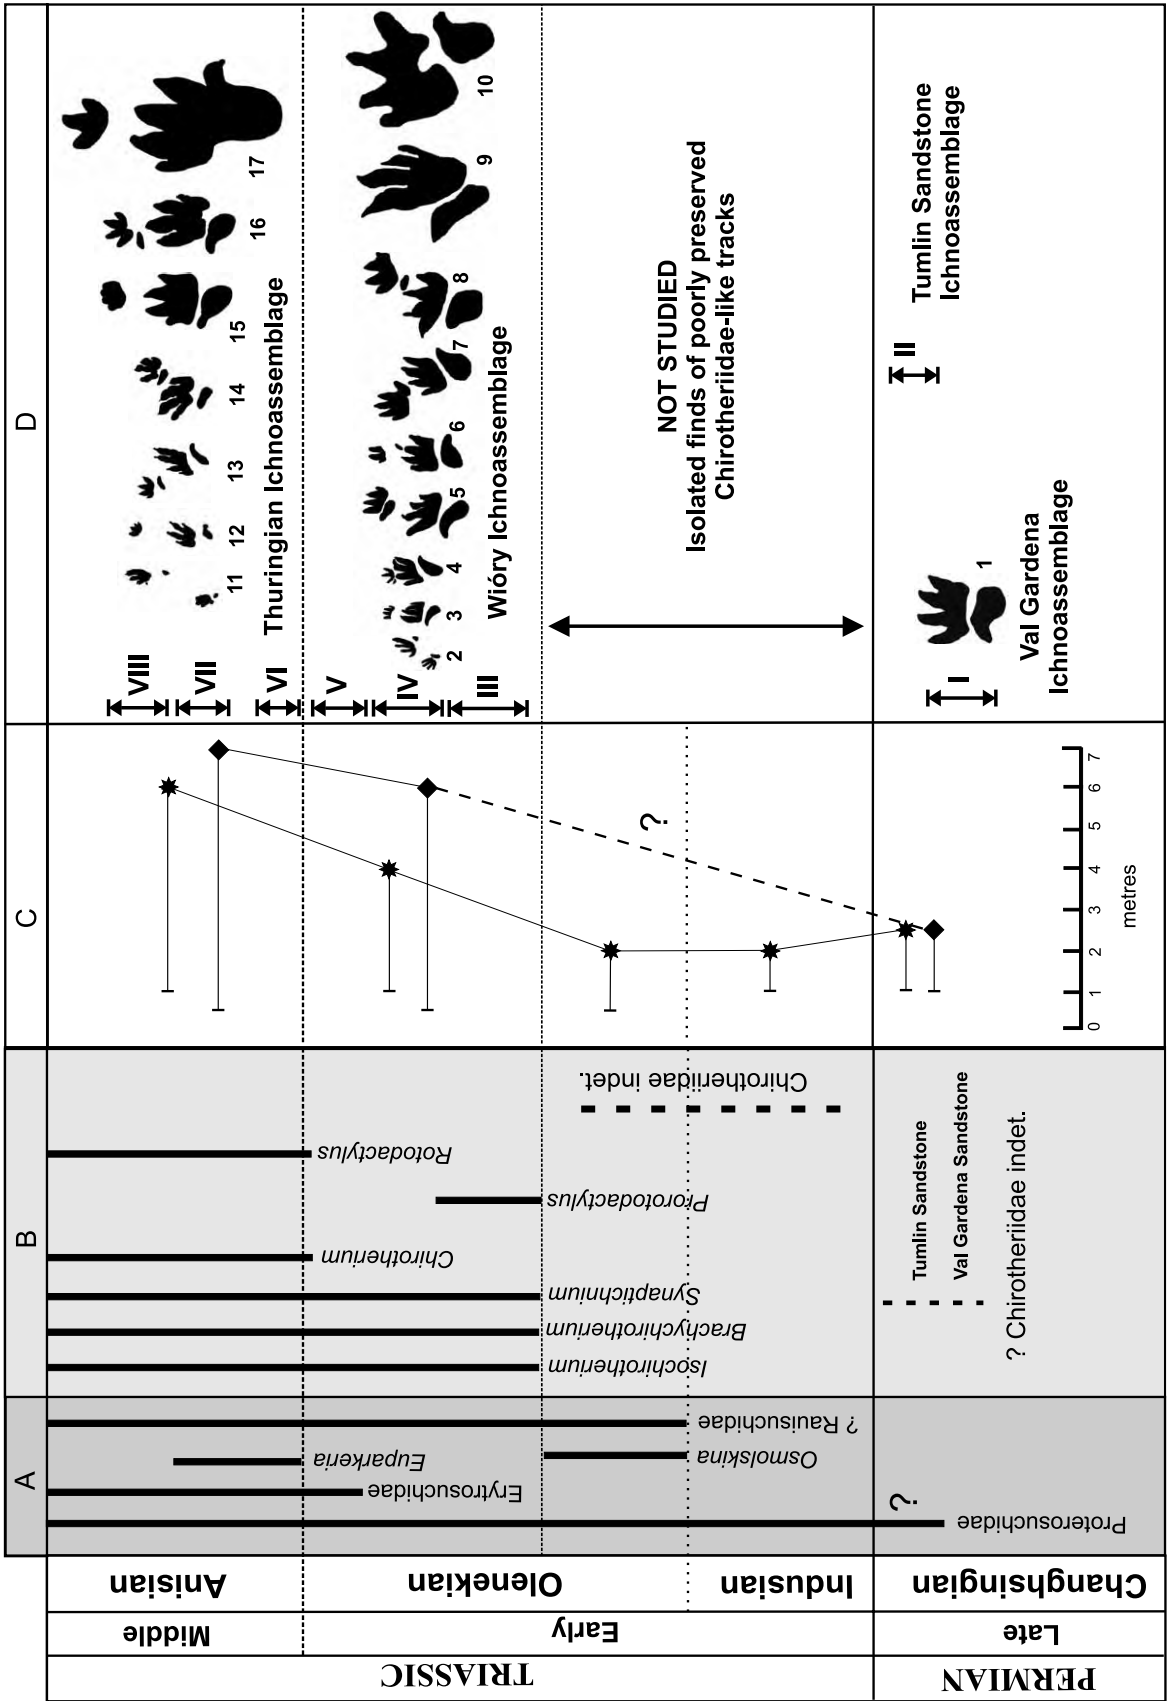 A
B
C
D
TRIASSIC
PERMIAN
Middle
Early
Late
Anisian
Olenekian
Indusian
Changhsingian
Proterosuchidae
?
Erytrosuchidae
Euparkeria
Osmolskina
? Rauisuchidae
Isochirotherium
Brachychirotherium
Synaptichnium
Chirotherium
Prorotodactylus
Rotodactylus
Chirotheriidae indet.
Tumlin Sandstone
Val Gardena Sandstone
? Chirotheriidae indet.
?
0 1 2 3 4 5 6 7
metres
VIII
VII
VI
V
IV
III
II
I
11 12 13 14 15 16 17
Thuringian Ichnoassemblage
2 3 4 5 6 7 8 9 10
Wióry Ichnoassemblage
NOT STUDIED
Isolated finds of poorly preserved
Chirotheriidae-like tracks
Tumlin Sandstone
Ichnoassemblage
1
Val Gardena
Ichnoassemblage